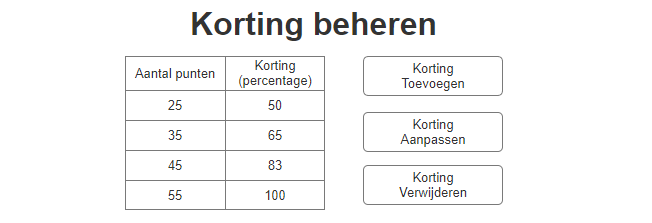 Korting beheren
Aantal punten
Korting
(percentage)
25 50
35 65
45 83
55 100
Korting
Toevoegen
Korting
Aanpassen
Korting
Verwijderen